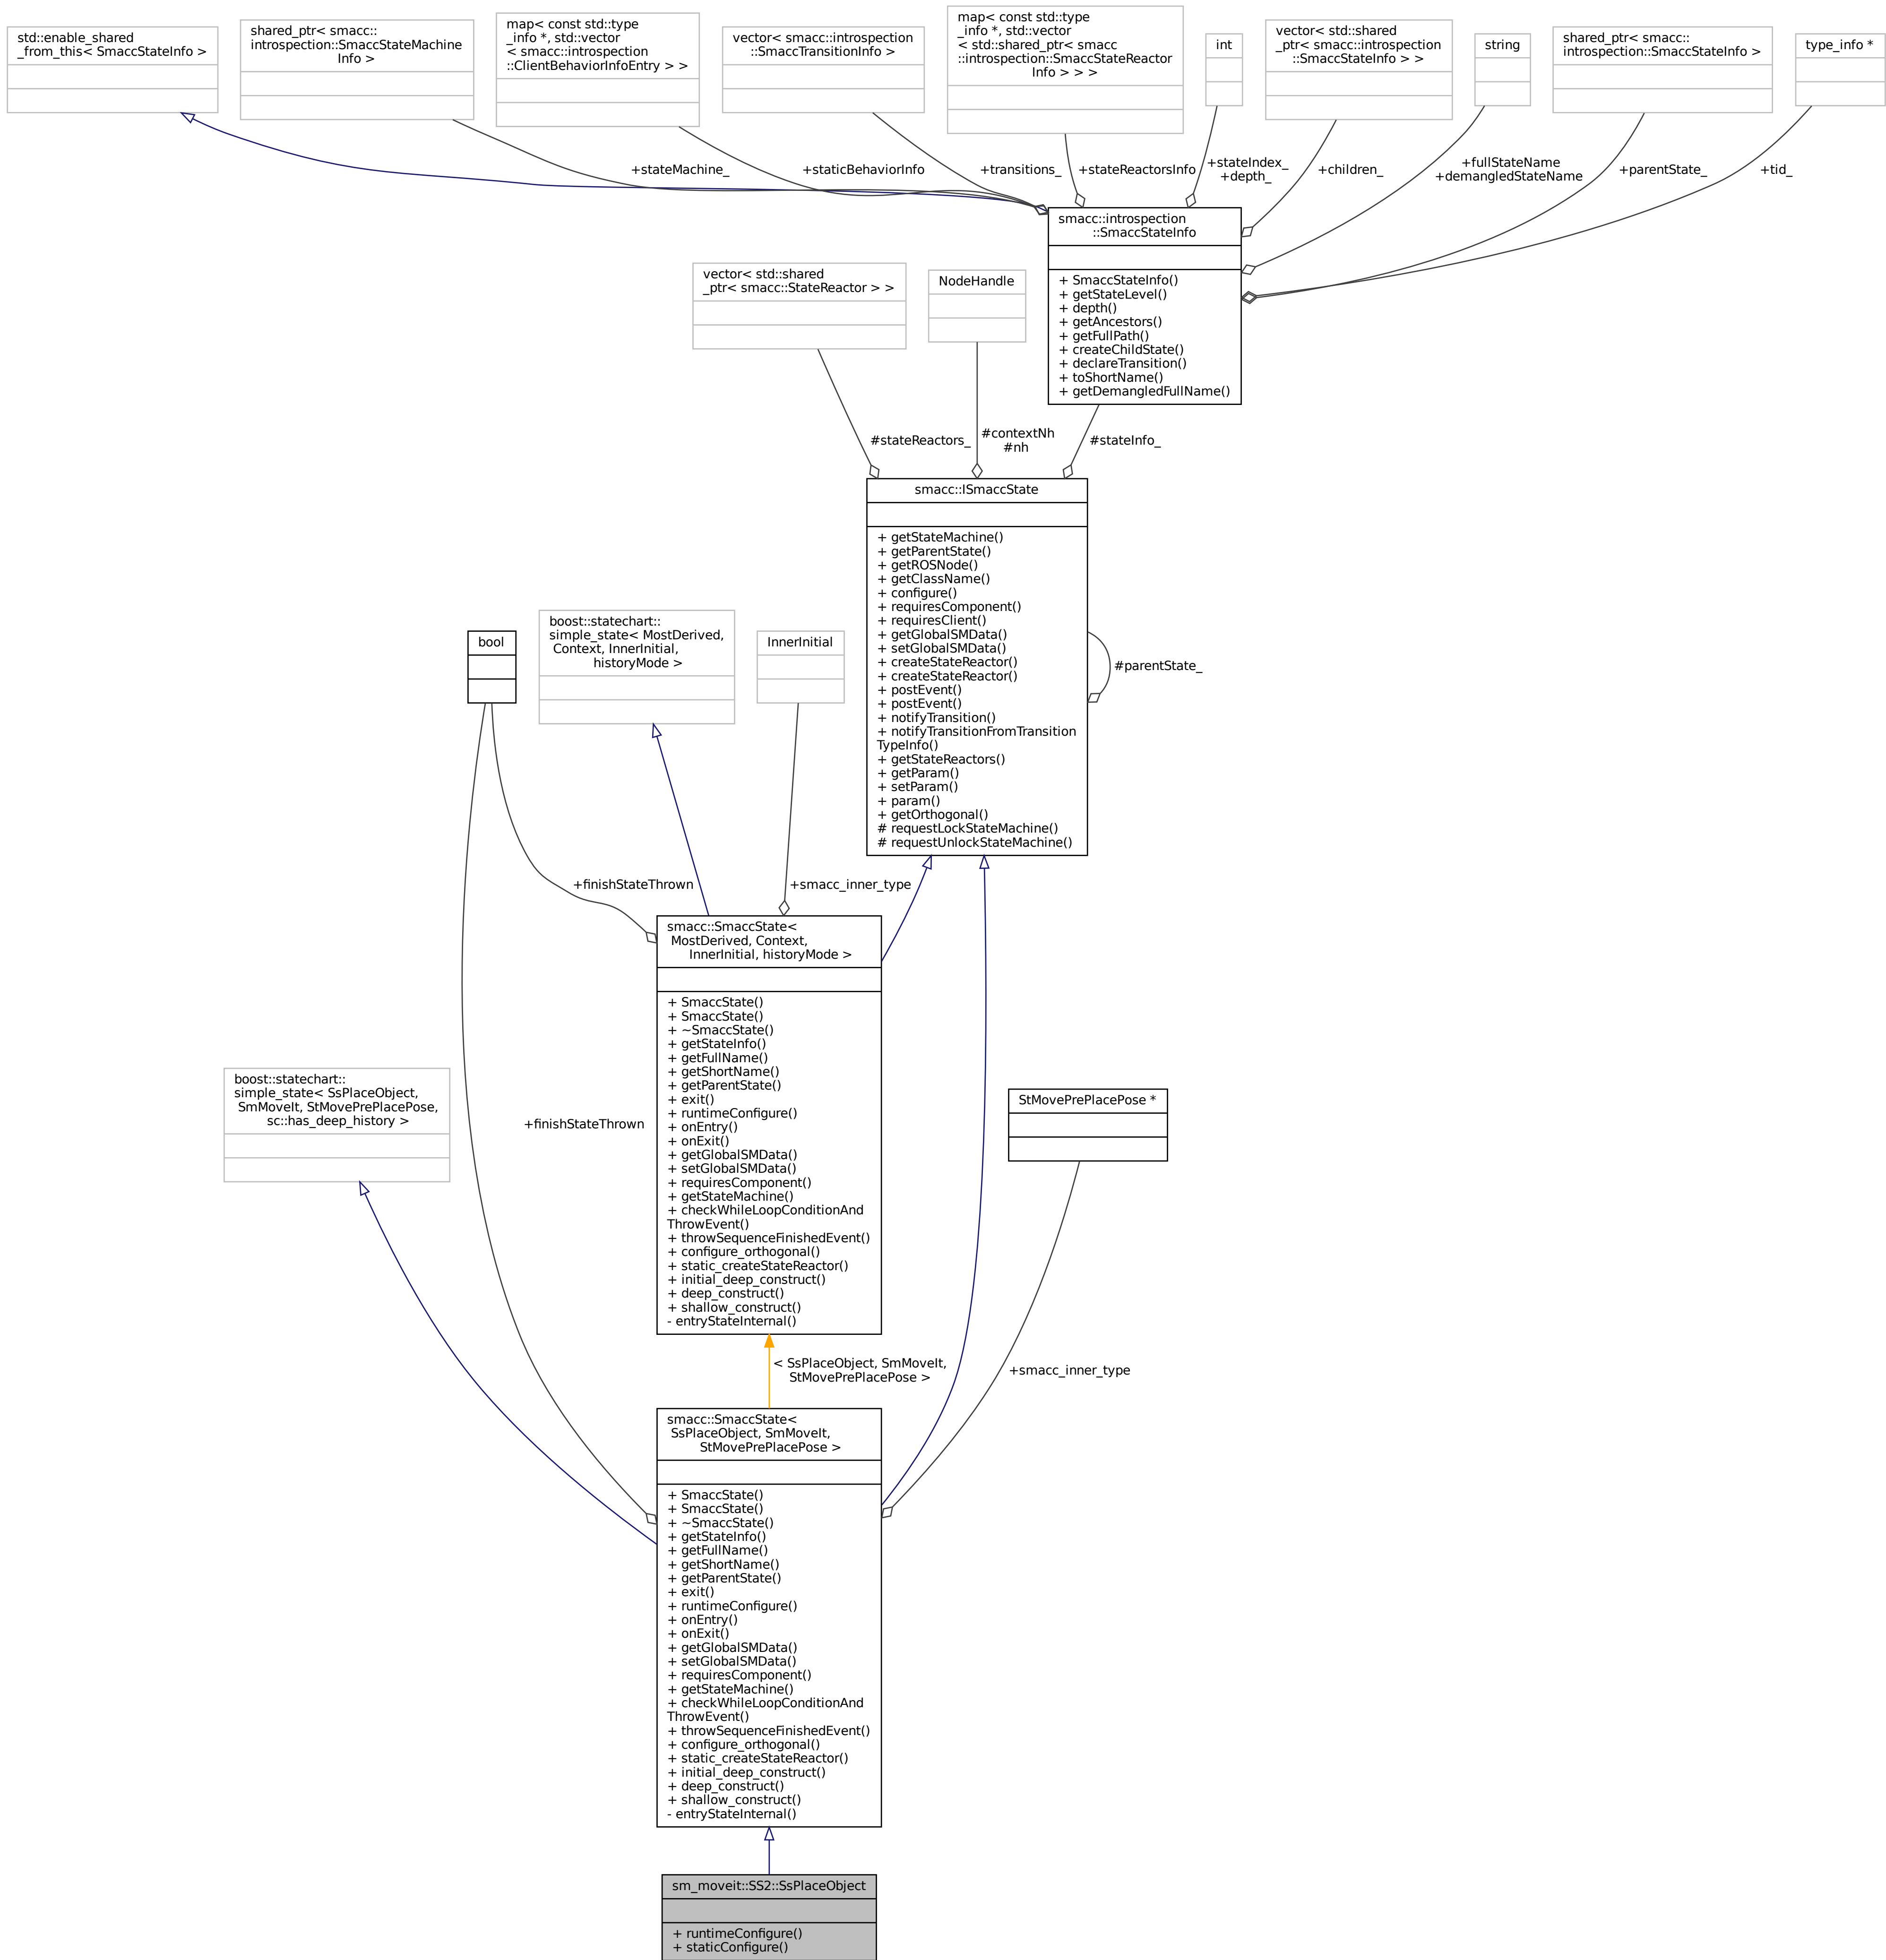 std::enable_shared
_from_this< SmaccStateInfo >
shared_ptr< smacc::
introspection::SmaccStateMachine
Info >
map< const std::type
_info *, std::vector
< smacc::introspection
::ClientBehaviorInfoEntry > >
vector< smacc::introspection
::SmaccTransitionInfo >
map< const std::type
_info *, std::vector
< std::shared_ptr< smacc
::introspection::SmaccStateReactor
Info > > >
int
vector< std::shared
_ptr< smacc::introspection
::SmaccStateInfo > >
string
shared_ptr< smacc::
introspection::SmaccStateInfo >
type_info *
+stateMachine_
+staticBehaviorInfo
+transitions_
+stateReactorsInfo
+stateIndex_
+depth_
+children_
+fullStateName
+demangledStateName
+parentState_
+tid_
smacc::introspection
::SmaccStateInfo
+ SmaccStateInfo()
+ getStateLevel()
+ depth()
+ getAncestors()
+ getFullPath()
+ createChildState()
+ declareTransition()
+ toShortName()
+ getDemangledFullName()
vector< std::shared
_ptr< smacc::StateReactor > >
NodeHandle
#stateReactors_
#contextNh
#nh
#stateInfo_
smacc::ISmaccState
+ getStateMachine()
+ getParentState()
+ getROSNode()
+ getClassName()
+ configure()
+ requiresComponent()
+ requiresClient()
+ getGlobalSMData()
+ setGlobalSMData()
+ createStateReactor()
+ createStateReactor()
+ postEvent()
+ postEvent()
+ notifyTransition()
+ notifyTransitionFromTransition
TypeInfo()
+ getStateReactors()
+ getParam()
+ setParam()
+ param()
+ getOrthogonal()
# requestLockStateMachine()
# requestUnlockStateMachine()
#parentState_
bool
boost::statechart::
simple_state< MostDerived,
Context, InnerInitial,
historyMode >
InnerInitial
+finishStateThrown
+smacc_inner_type
smacc::SmaccState<
MostDerived, Context,
InnerInitial, historyMode >
+ SmaccState()
+ SmaccState()
+ ~SmaccState()
+ getStateInfo()
+ getFullName()
+ getShortName()
+ getParentState()
+ exit()
+ runtimeConfigure()
+ onEntry()
+ onExit()
+ getGlobalSMData()
+ setGlobalSMData()
+ requiresComponent()
+ getStateMachine()
+ checkWhileLoopConditionAnd
ThrowEvent()
+ throwSequenceFinishedEvent()
+ configure_orthogonal()
+ static_createStateReactor()
+ initial_deep_construct()
+ deep_construct()
+ shallow_construct()
- entryStateInternal()
boost::statechart::
simple_state< SsPlaceObject,
SmMoveIt, StMovePrePlacePose,
sc::has_deep_history >
+finishStateThrown
StMovePrePlacePose *
< SsPlaceObject, SmMoveIt,
StMovePrePlacePose >
+smacc_inner_type
smacc::SmaccState<
SsPlaceObject, SmMoveIt,
StMovePrePlacePose >
+ SmaccState()
+ SmaccState()
+ ~SmaccState()
+ getStateInfo()
+ getFullName()
+ getShortName()
+ getParentState()
+ exit()
+ runtimeConfigure()
+ onEntry()
+ onExit()
+ getGlobalSMData()
+ setGlobalSMData()
+ requiresComponent()
+ getStateMachine()
+ checkWhileLoopConditionAnd
ThrowEvent()
+ throwSequenceFinishedEvent()
+ configure_orthogonal()
+ static_createStateReactor()
+ initial_deep_construct()
+ deep_construct()
+ shallow_construct()
- entryStateInternal()
sm_moveit::SS2::SsPlaceObject
+ runtimeConfigure()
+ staticConfigure()